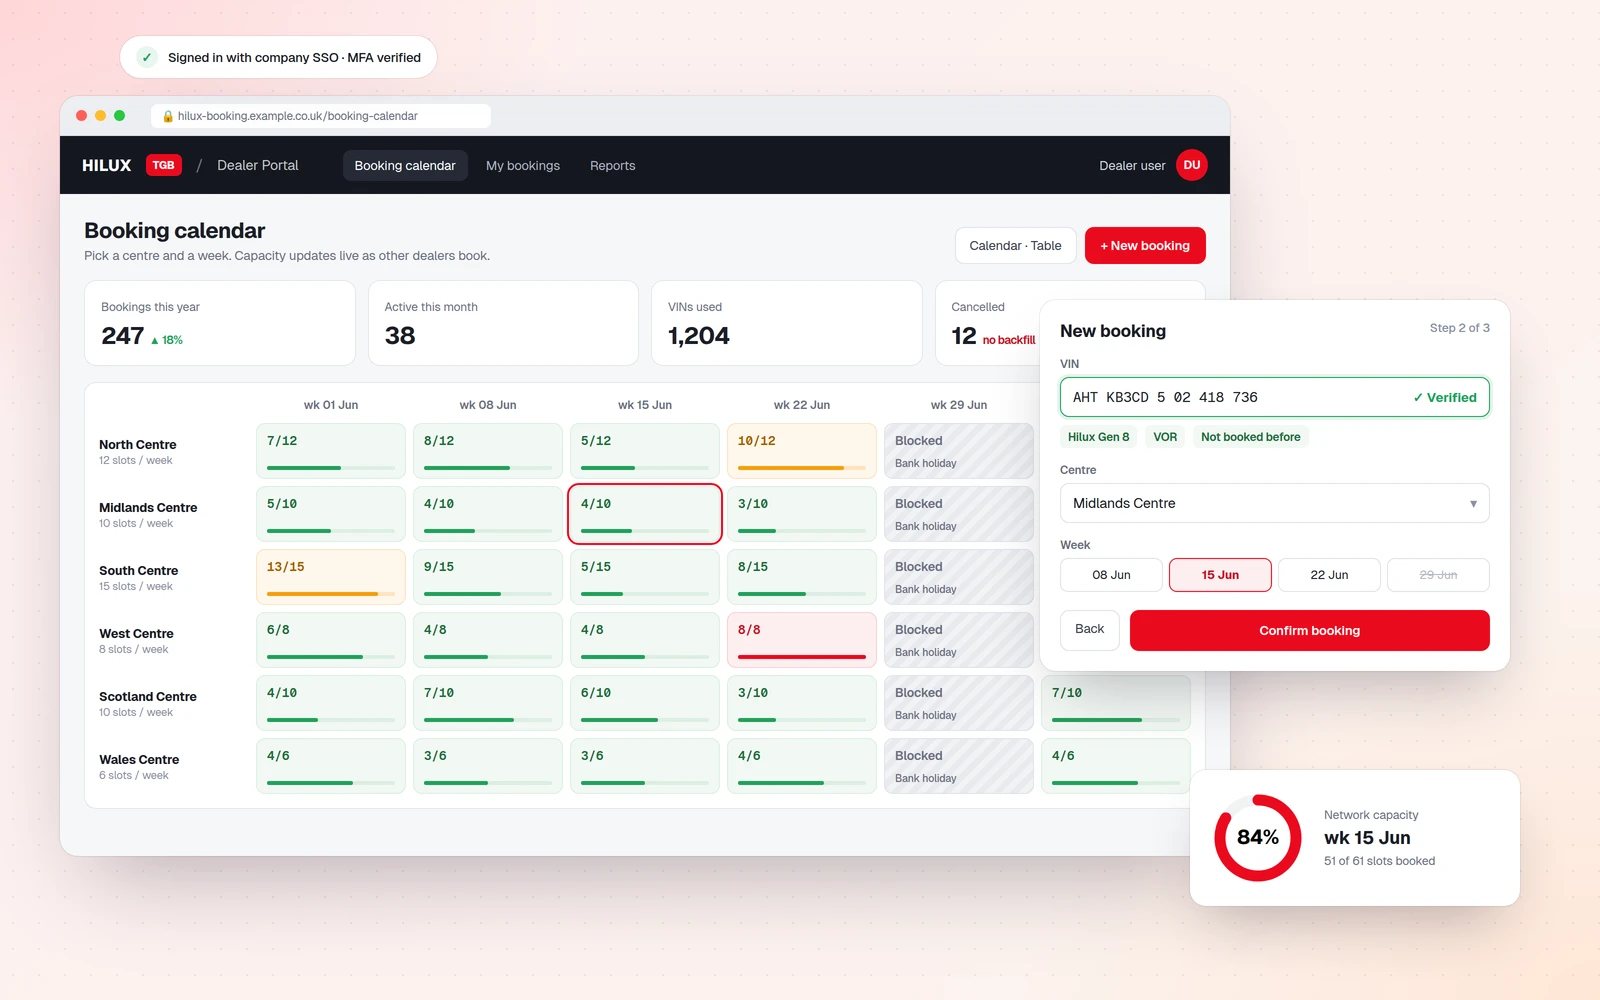 ✓ Signed in with company SSO · MFA verified
hilux-booking.example.co.uk/booking-calendar
HILUX TGB / Dealer Portal Booking calendar My bookings Reports Dealer user DU
Booking calendar
Pick a centre and a week. Capacity updates live as other dealers book.
Calendar · Table + New booking
Bookings this year
247 ▲ 18%
Active this month
38
VINs used
1,204
Cancelled
12 no backfill
wk 01 Jun wk 08 Jun wk 15 Jun wk 22 Jun wk 29 Jun
North Centre
12 slots / week
7/12 8/12 5/12 10/12 Blocked
Bank holiday
Midlands Centre
10 slots / week
5/10 4/10 4/10 3/10 Blocked
Bank holiday
South Centre
15 slots / week
13/15 9/15 5/15 8/15 Blocked
Bank holiday
West Centre
8 slots / week
6/8 4/8 4/8 8/8 Blocked
Bank holiday
Scotland Centre
10 slots / week
4/10 7/10 6/10 3/10 Blocked 7/10
Bank holiday
Wales Centre
6 slots / week
4/6 3/6 3/6 4/6 Blocked 4/6
Bank holiday
New booking Step 2 of 3
VIN
AHT KB3CD 5 02 418 736 ✓ Verified
Hilux Gen 8 VOR Not booked before
Centre
Midlands Centre
Week
08 Jun 15 Jun 22 Jun 29 Jun
Back Confirm booking
84%
Network capacity
wk 15 Jun
51 of 61 slots booked